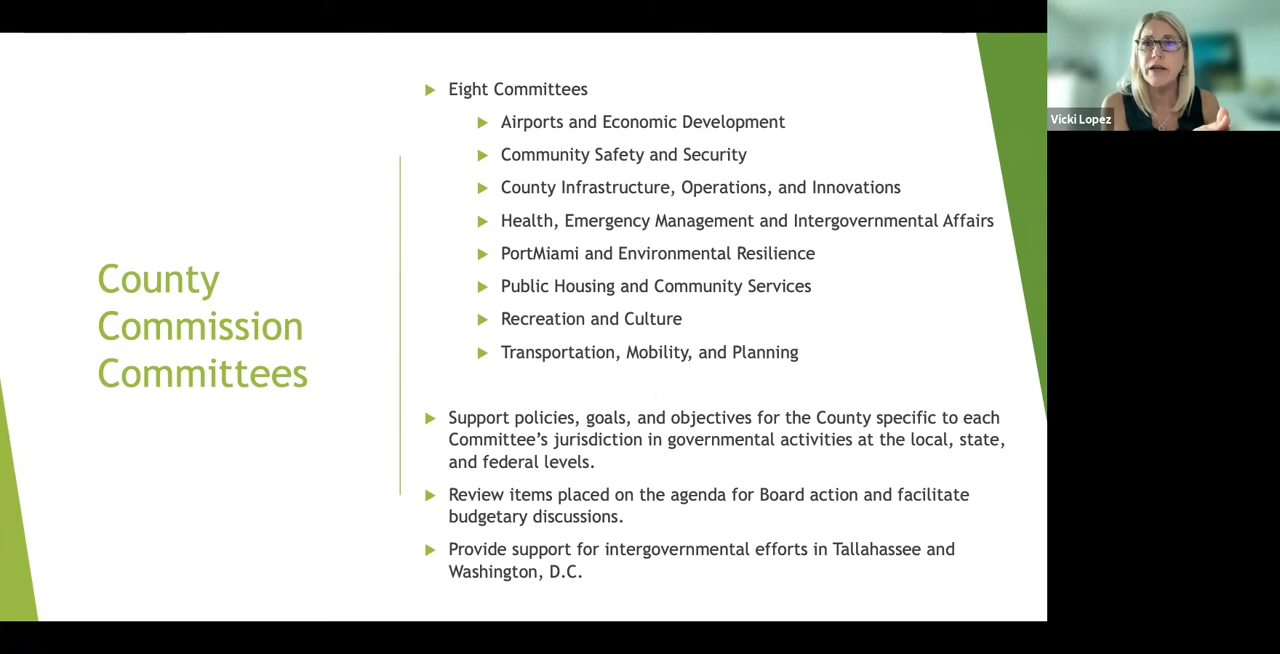 County
Commission
Committees
Eight Committees
Airports and Economic Development
Community Safety and Security
County Infrastructure, Operations, and Innovations
Health, Emergency Management and Intergovernmental Affairs
PortMiami and Environmental Resilience
Public Housing and Community Services
Recreation and Culture
Transportation, Mobility, and Planning
Support policies, goals, and objectives for the County specific to each
Committee’s jurisdiction in governmental activities at the local, state,
and federal levels.
Review items placed on the agenda for Board action and facilitate
budgetary discussions.
Provide support for intergovernmental efforts in Tallahassee and
Washington, D.C.
Vicki Lopez